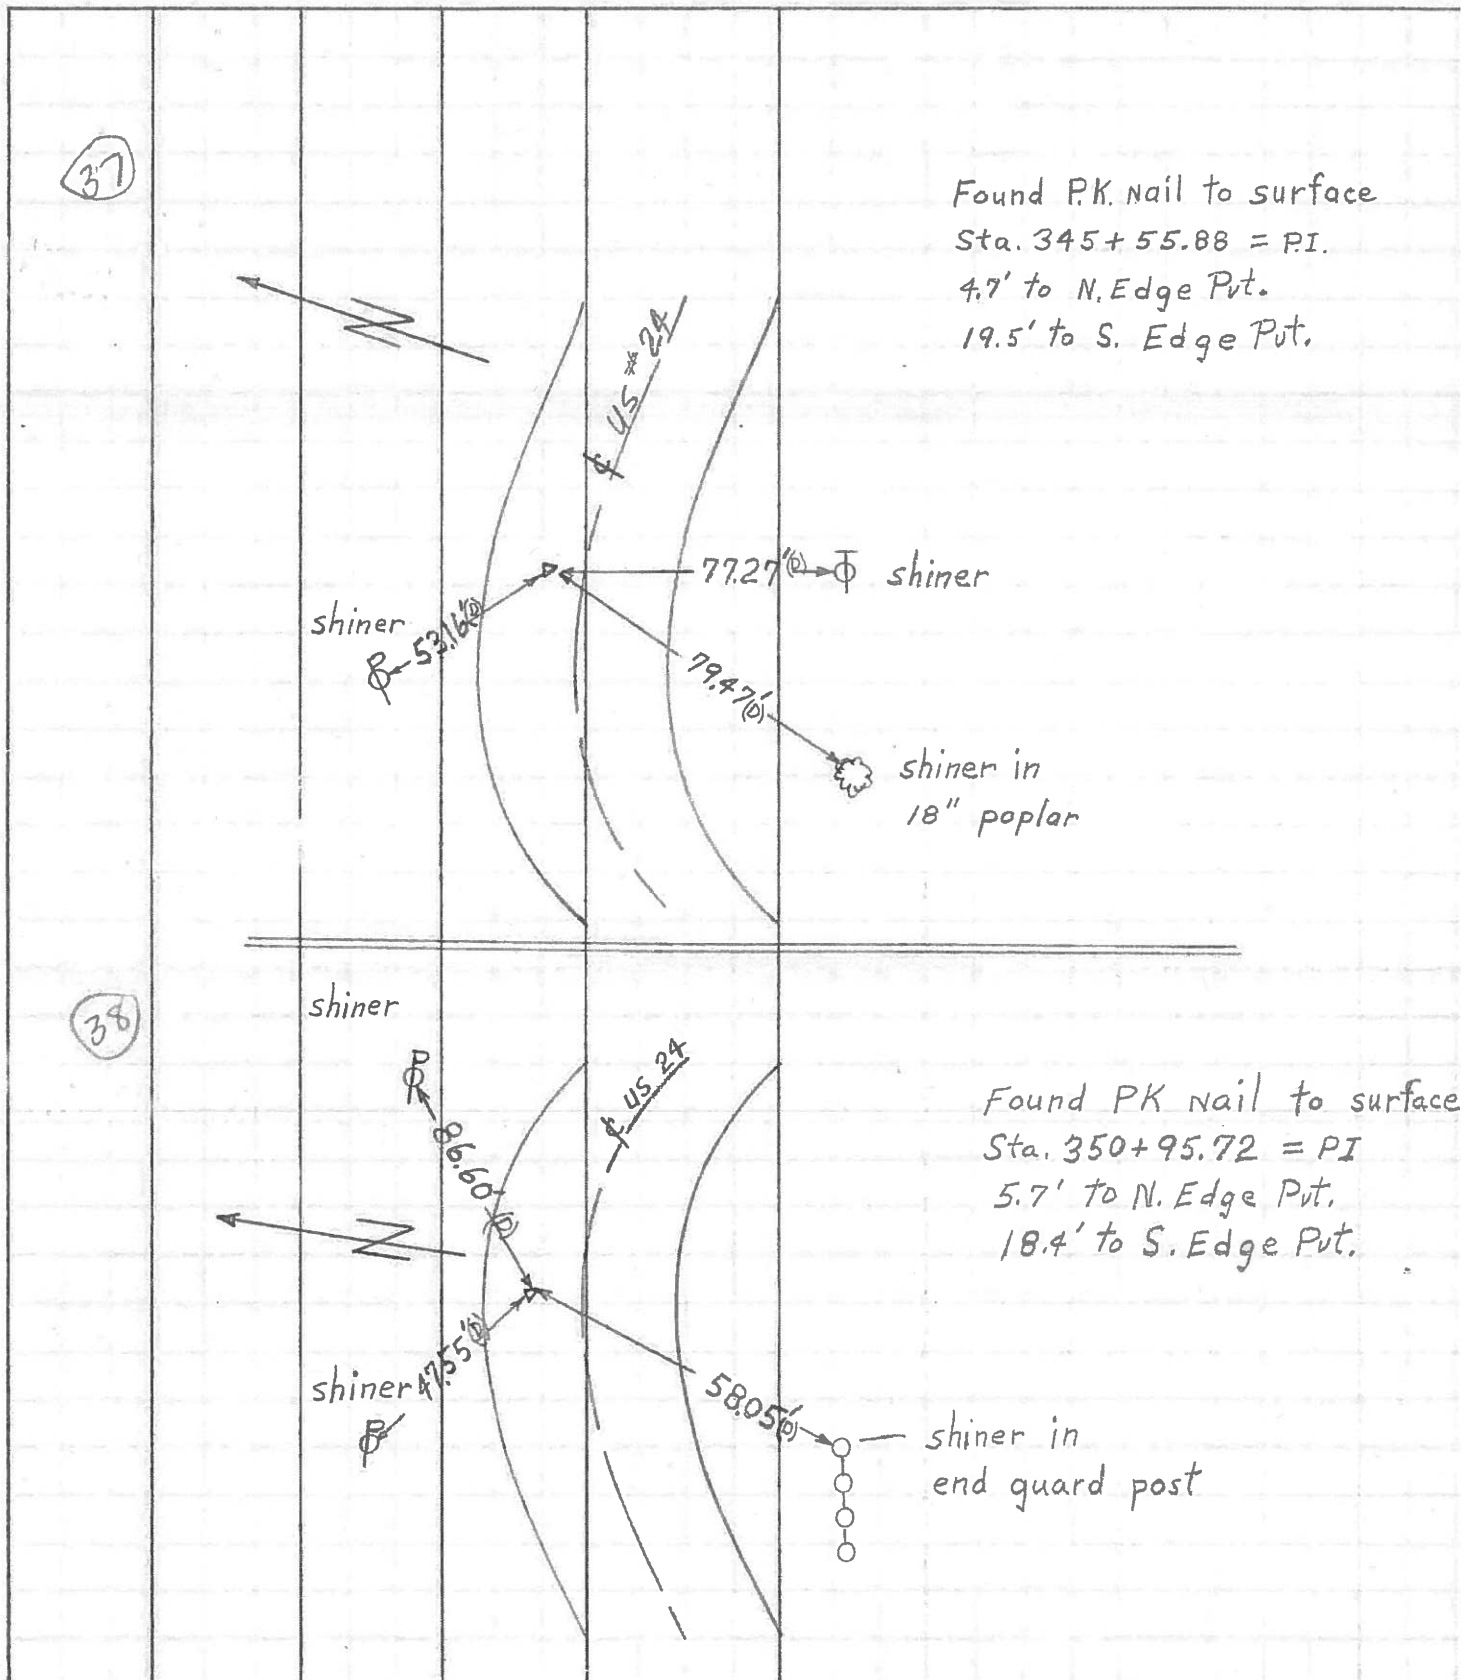 37
Found P.K. Nail to surface
Sta. 345+55.88 = P.I.
4.7' to N. Edge Pvt.
19.5' to S. Edge Pvt.
℄ US #24
77.27'(D)
shiner
shiner
53.16'(D)
79.47'(D)
shiner in
18" poplar
38
shiner
P
℄ US 24
86.60'(D)
Found PK Nail to surface
Sta. 350+95.72 = PI
5.7' to N. Edge Pvt.
18.4' to S. Edge Pvt.
shiner
47.55'(D)
P
58.05'(D)
shiner in
end guard post